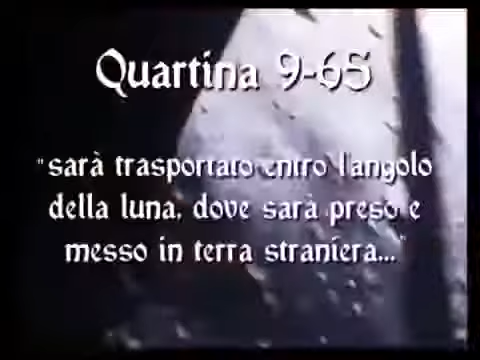 Quartina 9-65
"sarà trasportato entro l'angolo
della luna, dove sarà preso e
messo in terra straniera..."